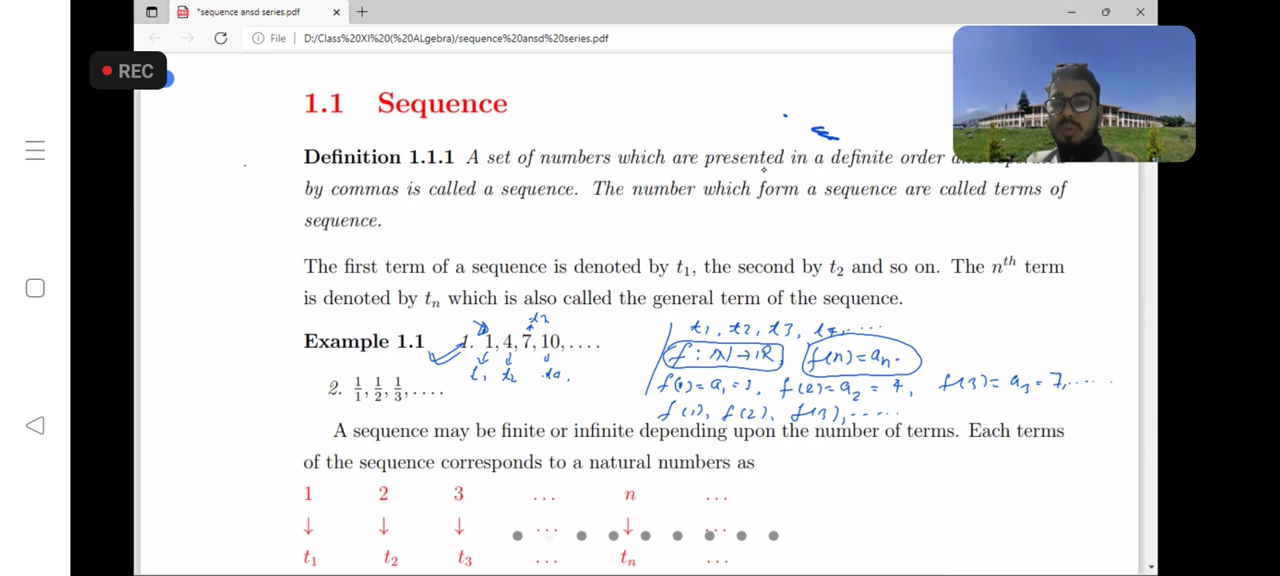 *sequence ansd series.pdf
File | D:/Class%20XI%20(%20ALgebra)/sequence%20ansd%20series.pdf
REC
1.1 Sequence
Definition 1.1.1 A set of numbers which are presented in a definite order
by commas is called a sequence. The number which form a sequence are called terms of
sequence.
The first term of a sequence is denoted by t₁, the second by t₂ and so on. The nᵗʰ term
is denoted by tₙ which is also called the general term of the sequence.
t1, t2, t3, t4, .....
Example 1.1 1. 1, 4, 7, 10, ....
f : N → R f(n) = an.
t1 t2
2. 1/1, 1/2, 1/3, ....
f(1) = a1 = 1, f(2) = a2 = 4, f(3) = a3 = 7, .....
f(1), f(2), f(3), .....
A sequence may be finite or infinite depending upon the number of terms. Each terms
of the sequence corresponds to a natural numbers as
1 2 3 ... n ...
↓ ↓ ↓ ... ↓ ...
t₁ t₂ t₃ ... tₙ ...